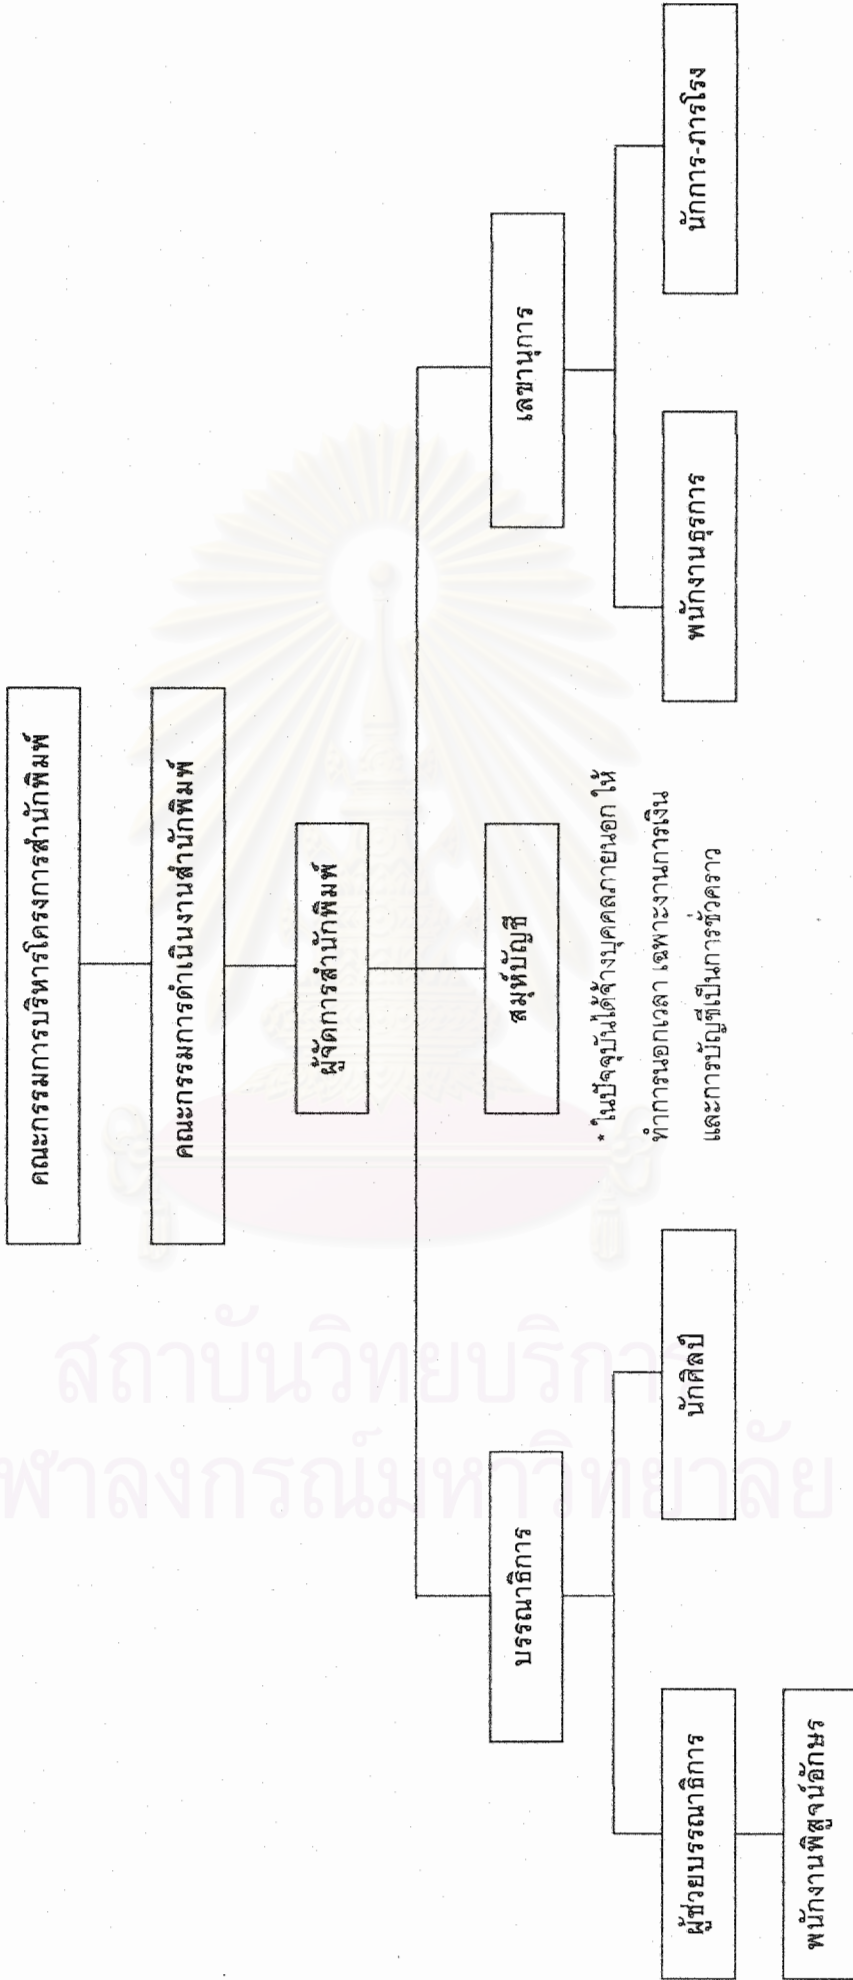 คณะกรรมการบริหารโครงการสำนักพิมพ์
คณะกรรมการดำเนินงานสำนักพิมพ์
ผู้จัดการสำนักพิมพ์
บรรณาธิการ
สมุห์บัญชี
เลขานุการ
* ในปัจจุบันได้จ้างบุคคลภายนอก ให้
ทำการนอกเวลา เฉพาะงานการเงิน
และการบัญชีเป็นการชั่วคราว
ผู้ช่วยบรรณาธิการ
นักศิลป์
พนักงานธุรการ
นักการ-ภารโรง
พนักงานพิสูจน์อักษร
สถาบันวิทยบริการ
ฬาลงกรณ์มหาวิทยาลัย